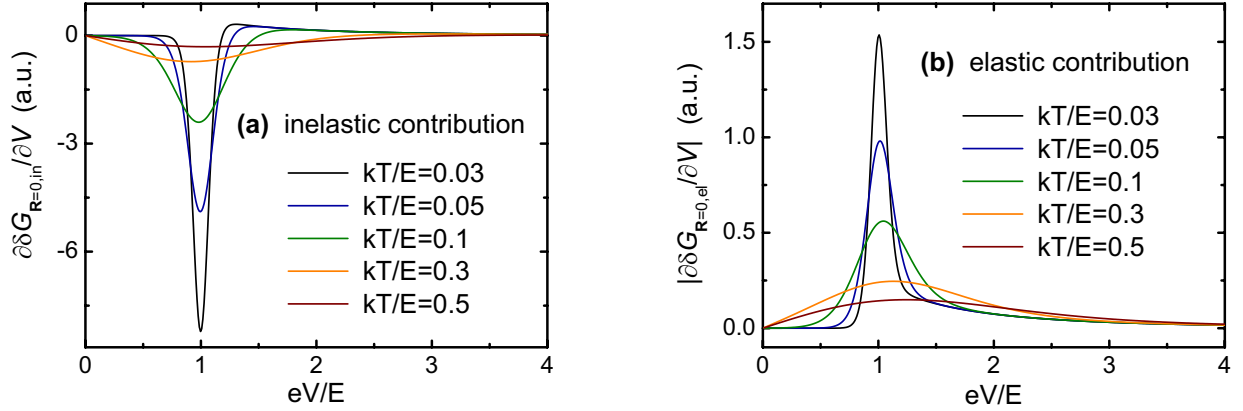 0
-3
-6
0 1 2 3 4
eV/E
∂δG_{R=0,in}/∂V (a.u.)
(a) inelastic contribution
kT/E=0.03
kT/E=0.05
kT/E=0.1
kT/E=0.3
kT/E=0.5
1.5
1.0
0.5
0.0
0 1 2 3 4
eV/E
|∂δG_{R=0,el}/∂V| (a.u.)
(b) elastic contribution
kT/E=0.03
kT/E=0.05
kT/E=0.1
kT/E=0.3
kT/E=0.5